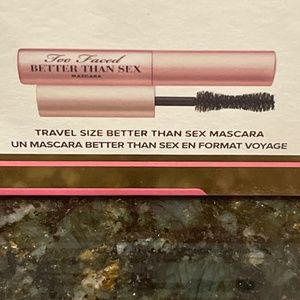 Too Faced
BETTER THAN SEX
MASCARA
TRAVEL SIZE BETTER THAN SEX MASCARA
UN MASCARA BETTER THAN SEX EN FORMAT VOYAGE